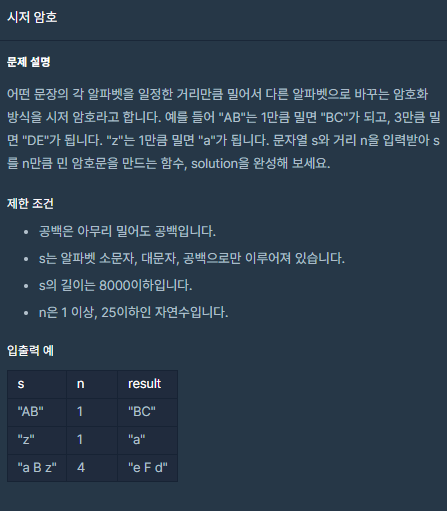 시저 암호
문제 설명
어떤 문장의 각 알파벳을 일정한 거리만큼 밀어서 다른 알파벳으로 바꾸는 암호화
방식을 시저 암호라고 합니다. 예를 들어 "AB"는 1만큼 밀면 "BC"가 되고, 3만큼 밀
면 "DE"가 됩니다. "z"는 1만큼 밀면 "a"가 됩니다. 문자열 s와 거리 n을 입력받아 s
를 n만큼 민 암호문을 만드는 함수, solution을 완성해 보세요.
제한 조건
• 공백은 아무리 밀어도 공백입니다.
• s는 알파벳 소문자, 대문자, 공백으로만 이루어져 있습니다.
• s의 길이는 8000이하입니다.
• n은 1 이상, 25이하인 자연수입니다.
입출력 예
s n result
"AB" 1 "BC"
"z" 1 "a"
"a B z" 4 "e F d"